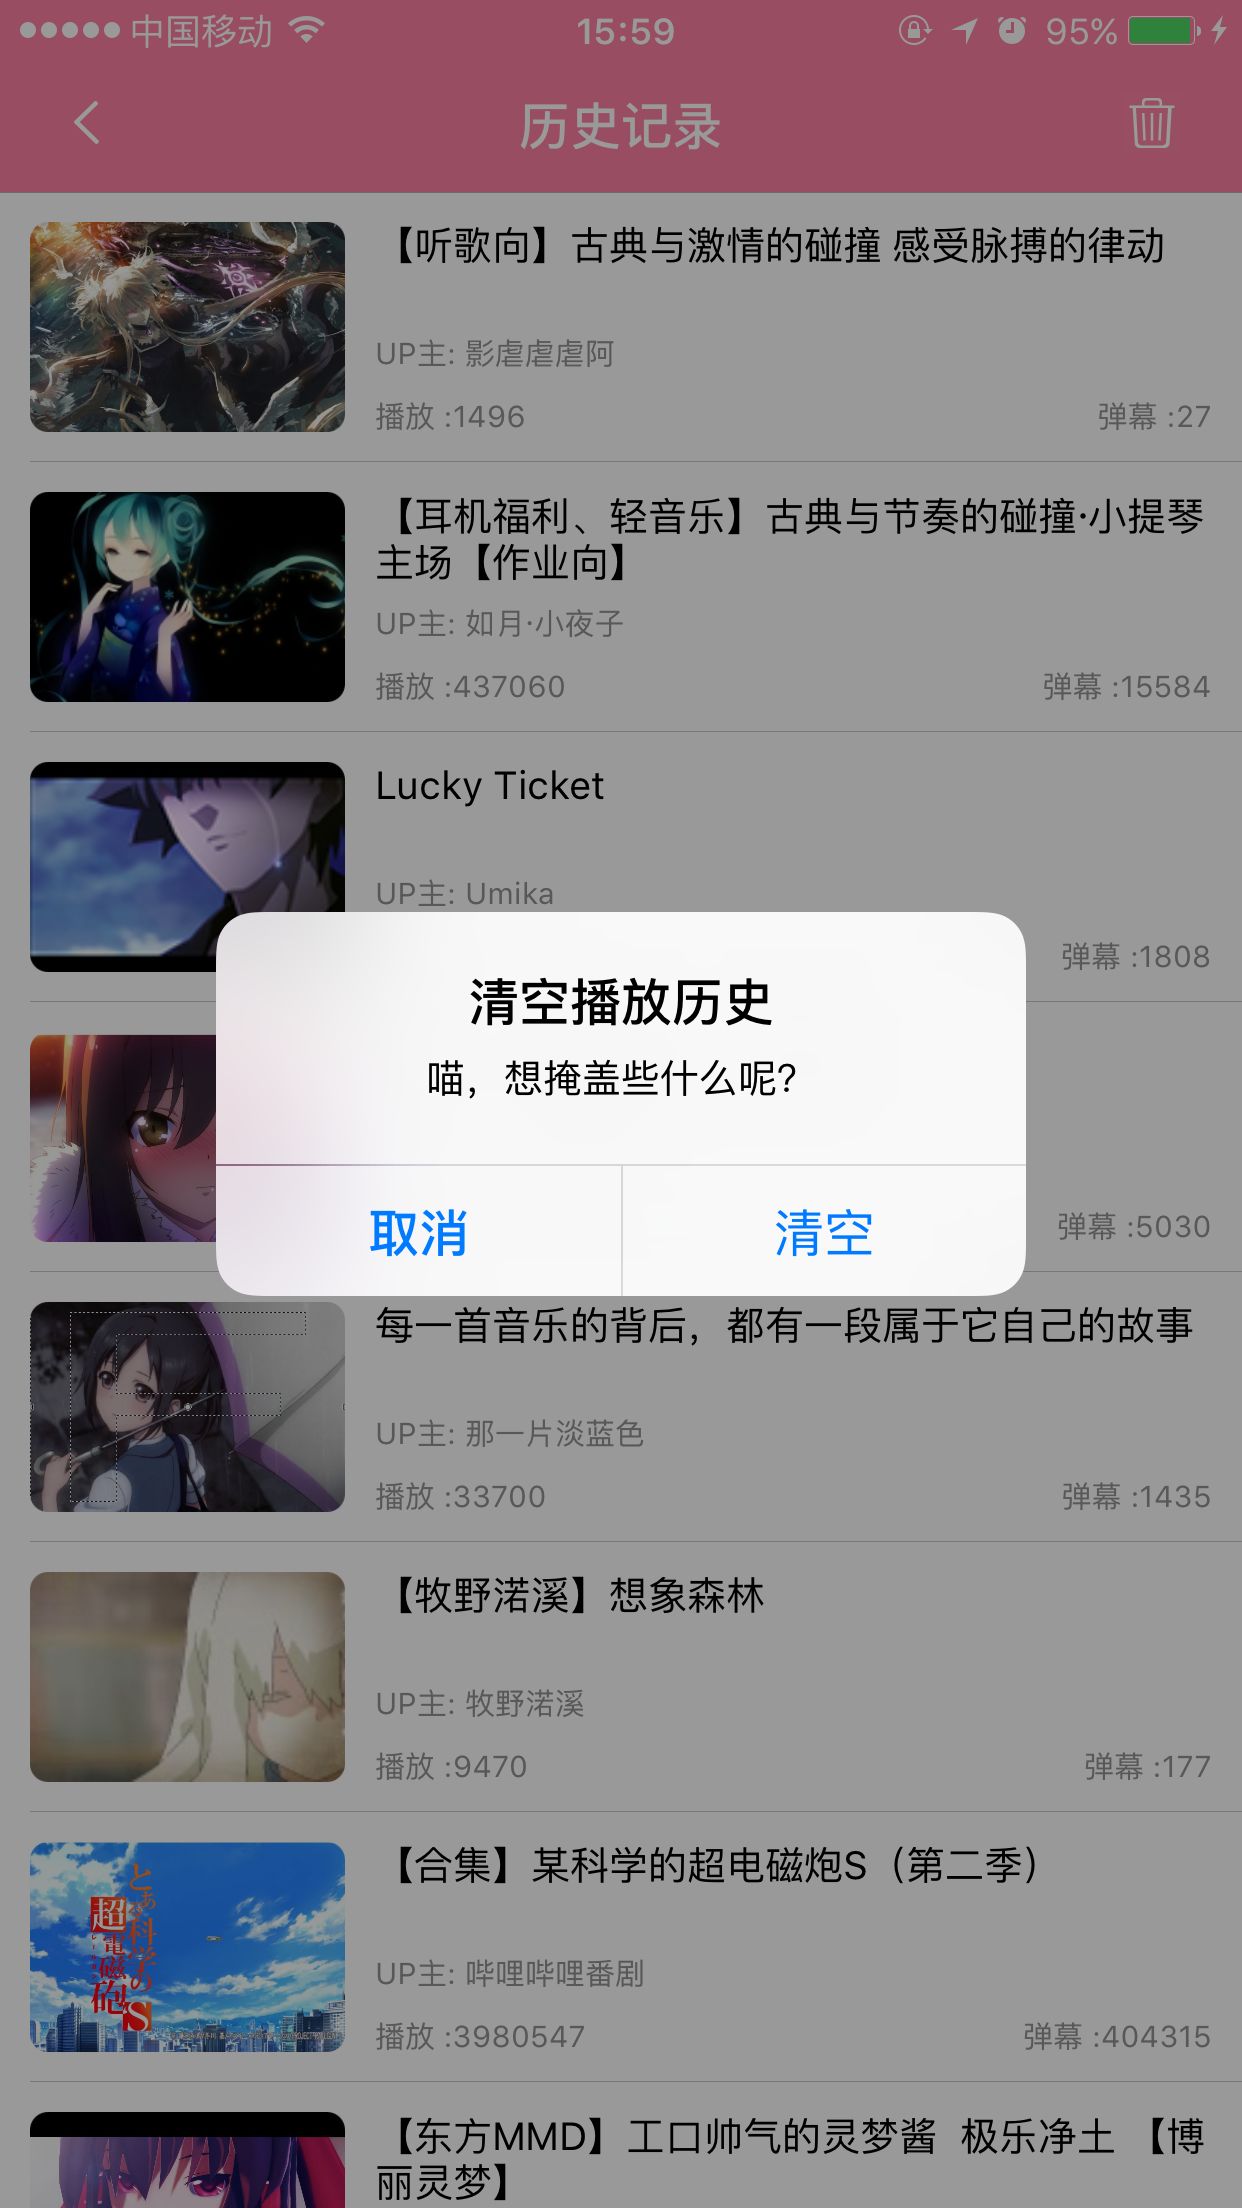 中国移动
15:59
95%
历史记录
【听歌向】古典与激情的碰撞 感受脉搏的律动
UP主: 影虐虐虐阿
播放 :1496
弹幕 :27
【耳机福利、轻音乐】古典与节奏的碰撞·小提琴
主场【作业向】
UP主: 如月·小夜子
播放 :437060
弹幕 :15584
Lucky Ticket
UP主: Umika
弹幕 :1808
清空播放历史
喵，想掩盖些什么呢?
取消
清空
弹幕 :5030
每一首音乐的背后，都有一段属于它自己的故事
UP主: 那一片淡蓝色
播放 :33700
弹幕 :1435
【牧野渃溪】想象森林
UP主: 牧野渃溪
播放 :9470
弹幕 :177
【合集】某科学的超电磁炮S（第二季）
とある科学の
超電磁砲S
UP主: 哔哩哔哩番剧
播放 :3980547
弹幕 :404315
【东方MMD】工口帅气的灵梦酱  极乐净土 【博
丽灵梦】